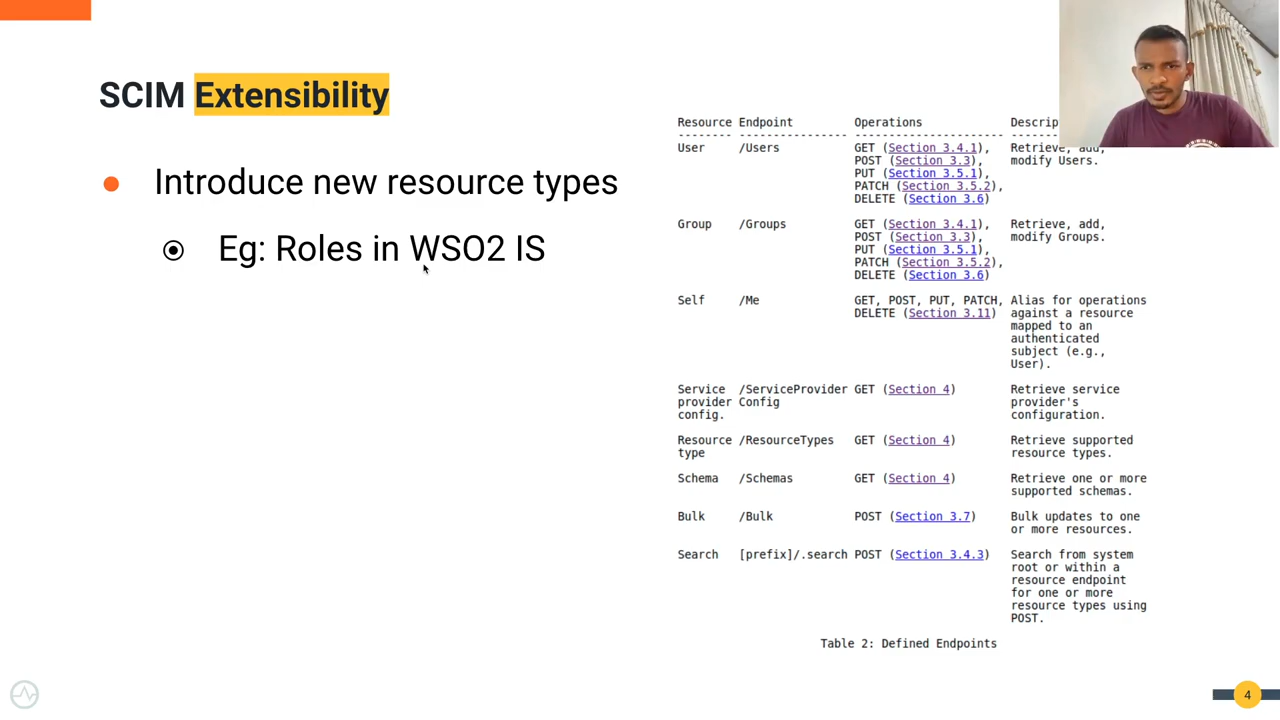 SCIM Extensibility
Introduce new resource types
Eg: Roles in WSO2 IS
Resource Endpoint Operations
User /Users GET (Section 3.4.1), Retrieve, add,
POST (Section 3.3), modify Users.
PUT (Section 3.5.1),
PATCH (Section 3.5.2),
DELETE (Section 3.6)
Group /Groups GET (Section 3.4.1), Retrieve, add,
POST (Section 3.3), modify Groups.
PUT (Section 3.5.1),
PATCH (Section 3.5.2),
DELETE (Section 3.6)
Self /Me GET, POST, PUT, PATCH, Alias for operations
DELETE (Section 3.11) against a resource
mapped to an
authenticated
subject (e.g.,
User).
Service /ServiceProvider GET (Section 4) Retrieve service
provider Config provider's
config. configuration.
Resource /ResourceTypes GET (Section 4) Retrieve supported
type resource types.
Schema /Schemas GET (Section 4) Retrieve one or more
supported schemas.
Bulk /Bulk POST (Section 3.7) Bulk updates to one
or more resources.
Search [prefix]/.search POST (Section 3.4.3) Search from system
root or within a
resource endpoint
for one or more
resource types using
POST.
Table 2: Defined Endpoints
4